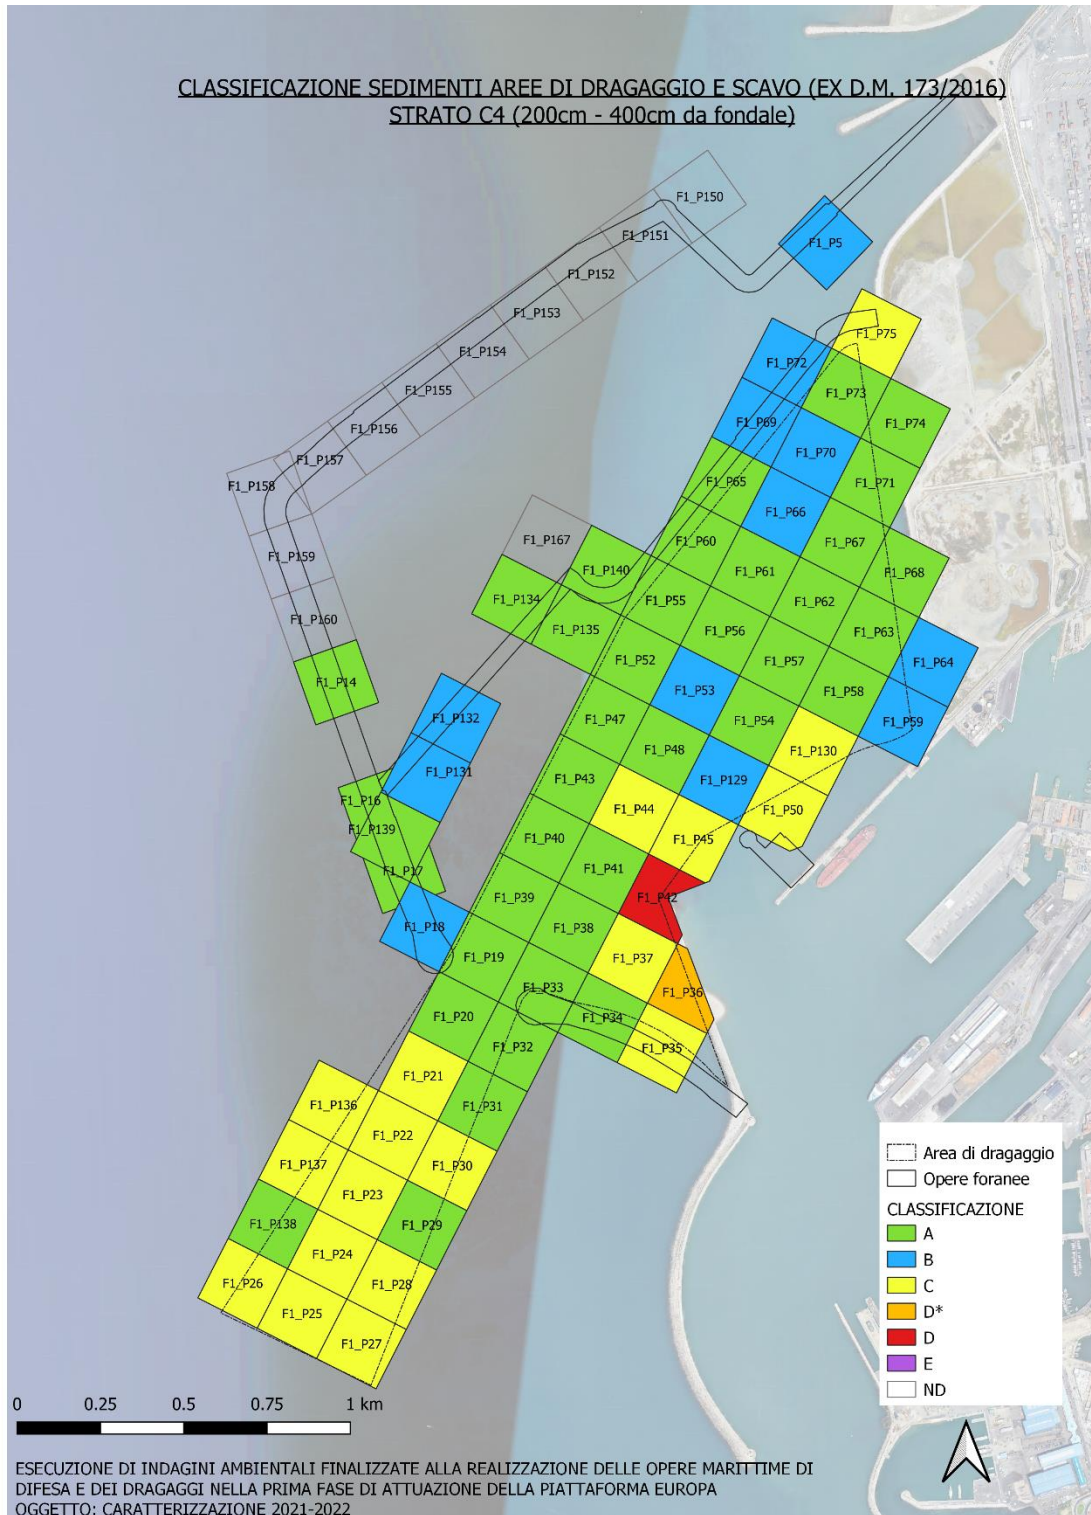 CLASSIFICAZIONE SEDIMENTI AREE DI DRAGAGGIO E SCAVO (EX D.M. 173/2016)
STRATO C4 (200cm - 400cm da fondale)
F1_P150
F1_P151
F1_P5
F1_P152
F1_P153
F1_P75
F1_P154
F1_P72
F1_P155
F1_P73
F1_P156
F1_P69
F1_P74
F1_P157
F1_P70
F1_P158
F1_P65
F1_P71
F1_P66
F1_P167
F1_P60
F1_P67
F1_P159
F1_P140
F1_P61
F1_P68
F1_P134
F1_P55
F1_P62
F1_P160
F1_P135
F1_P56
F1_P63
F1_P52
F1_P57
F1_P64
F1_P14
F1_P53
F1_P58
F1_P132
F1_P47
F1_P54
F1_P59
F1_P48
F1_P130
F1_P131
F1_P43
F1_P129
F1_P16
F1_P44
F1_P50
F1_P139
F1_P40
F1_P45
F1_P17
F1_P41
F1_P39
F1_P42
F1_P18
F1_P38
F1_P19
F1_P37
F1_P33
F1_P36
F1_P20
F1_P34
F1_P32
F1_P35
F1_P21
F1_P136
F1_P31
F1_P22
F1_P137
F1_P30
F1_P23
F1_P138
F1_P29
F1_P24
F1_P26
F1_P28
F1_P25
F1_P27
Area di dragaggio
Opere foranee
CLASSIFICAZIONE
A
B
C
D*
D
E
ND
0 0.25 0.5 0.75 1 km
ESECUZIONE DI INDAGINI AMBIENTALI FINALIZZATE ALLA REALIZZAZIONE DELLE OPERE MARITTIME DI
DIFESA E DEI DRAGAGGI NELLA PRIMA FASE DI ATTUAZIONE DELLA PIATTAFORMA EUROPA
OGGETTO: CARATTERIZZAZIONE 2021-2022